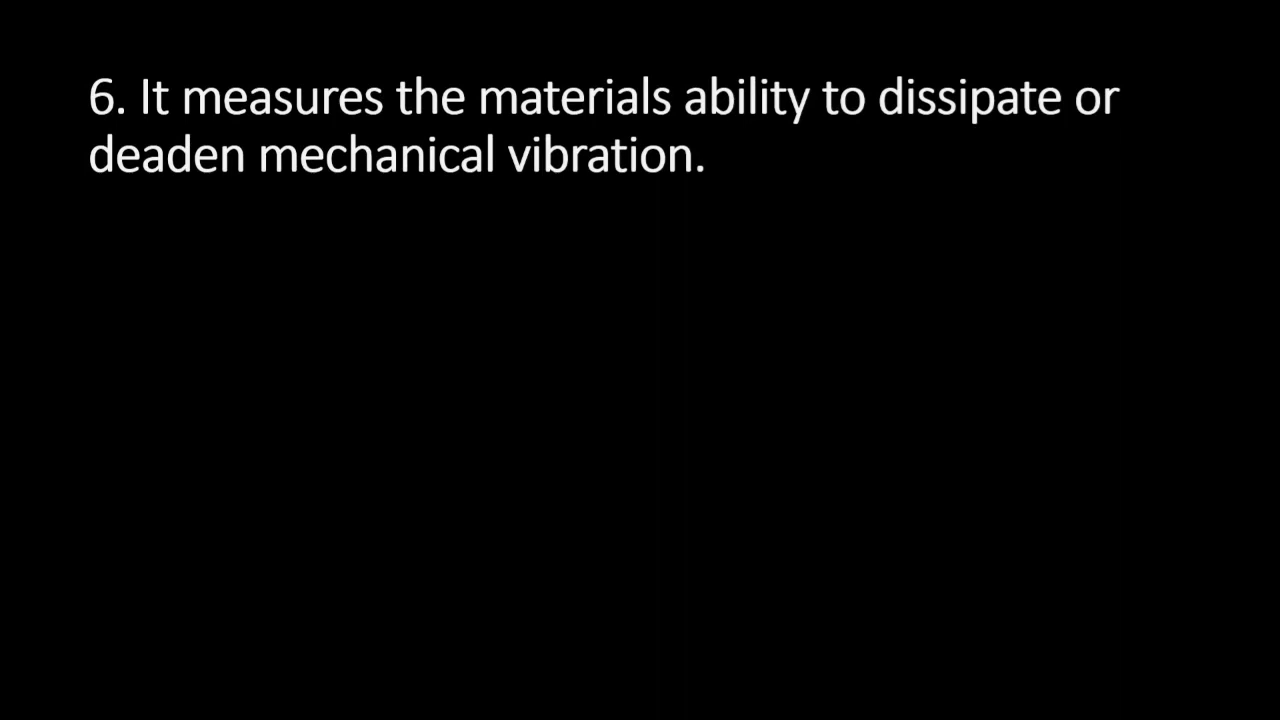 6. It measures the materials ability to dissipate or
deaden mechanical vibration.